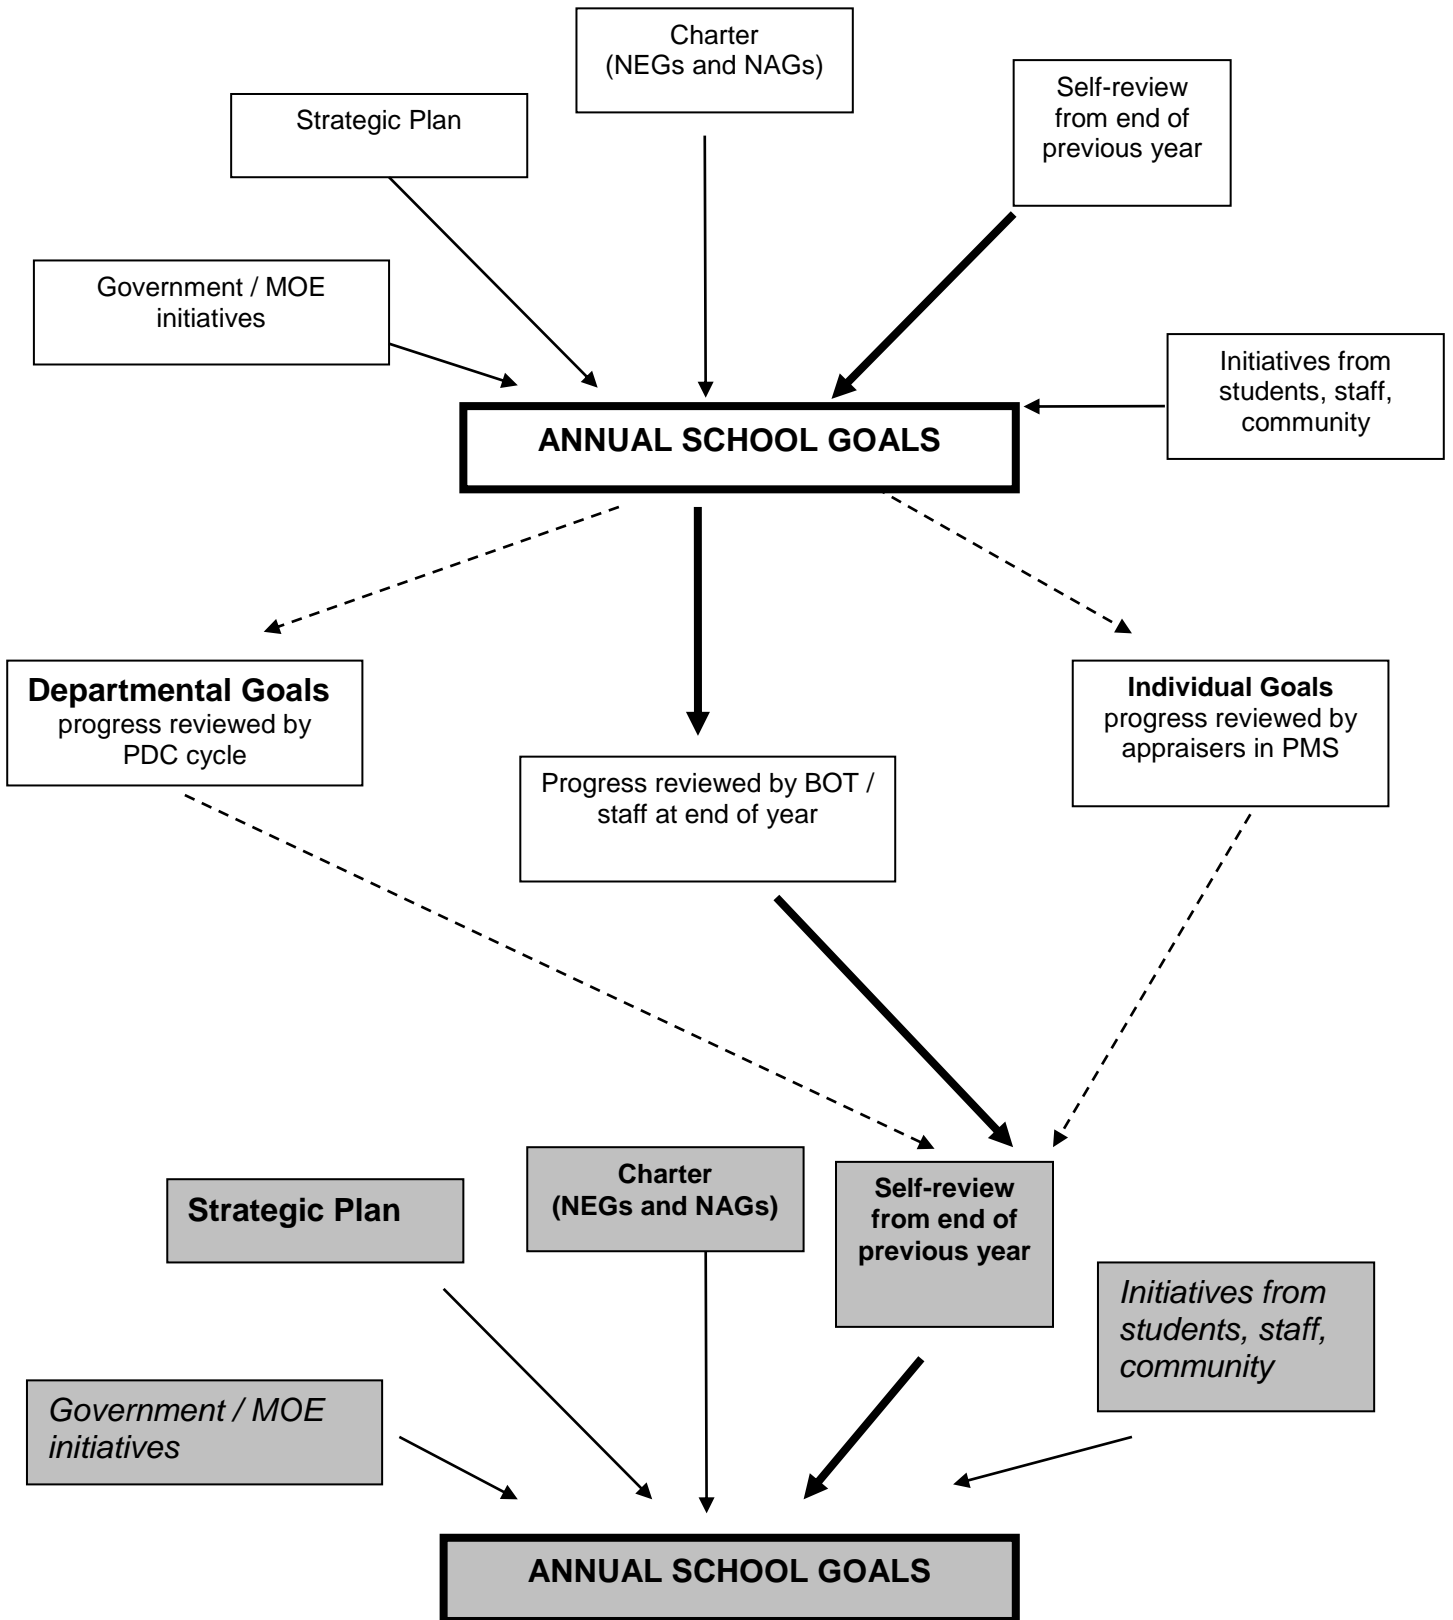 Charter
(NEGs and NAGs)
Self-review
from end of
previous year
Strategic Plan
Government / MOE
initiatives
Initiatives from
students, staff,
community
ANNUAL SCHOOL GOALS
Departmental Goals
progress reviewed by
PDC cycle
Individual Goals
progress reviewed by
appraisers in PMS
Progress reviewed by BOT /
staff at end of year
Strategic Plan
Charter
(NEGs and NAGs)
Self-review
from end of
previous year
Initiatives from
students, staff,
community
Government / MOE
initiatives
ANNUAL SCHOOL GOALS